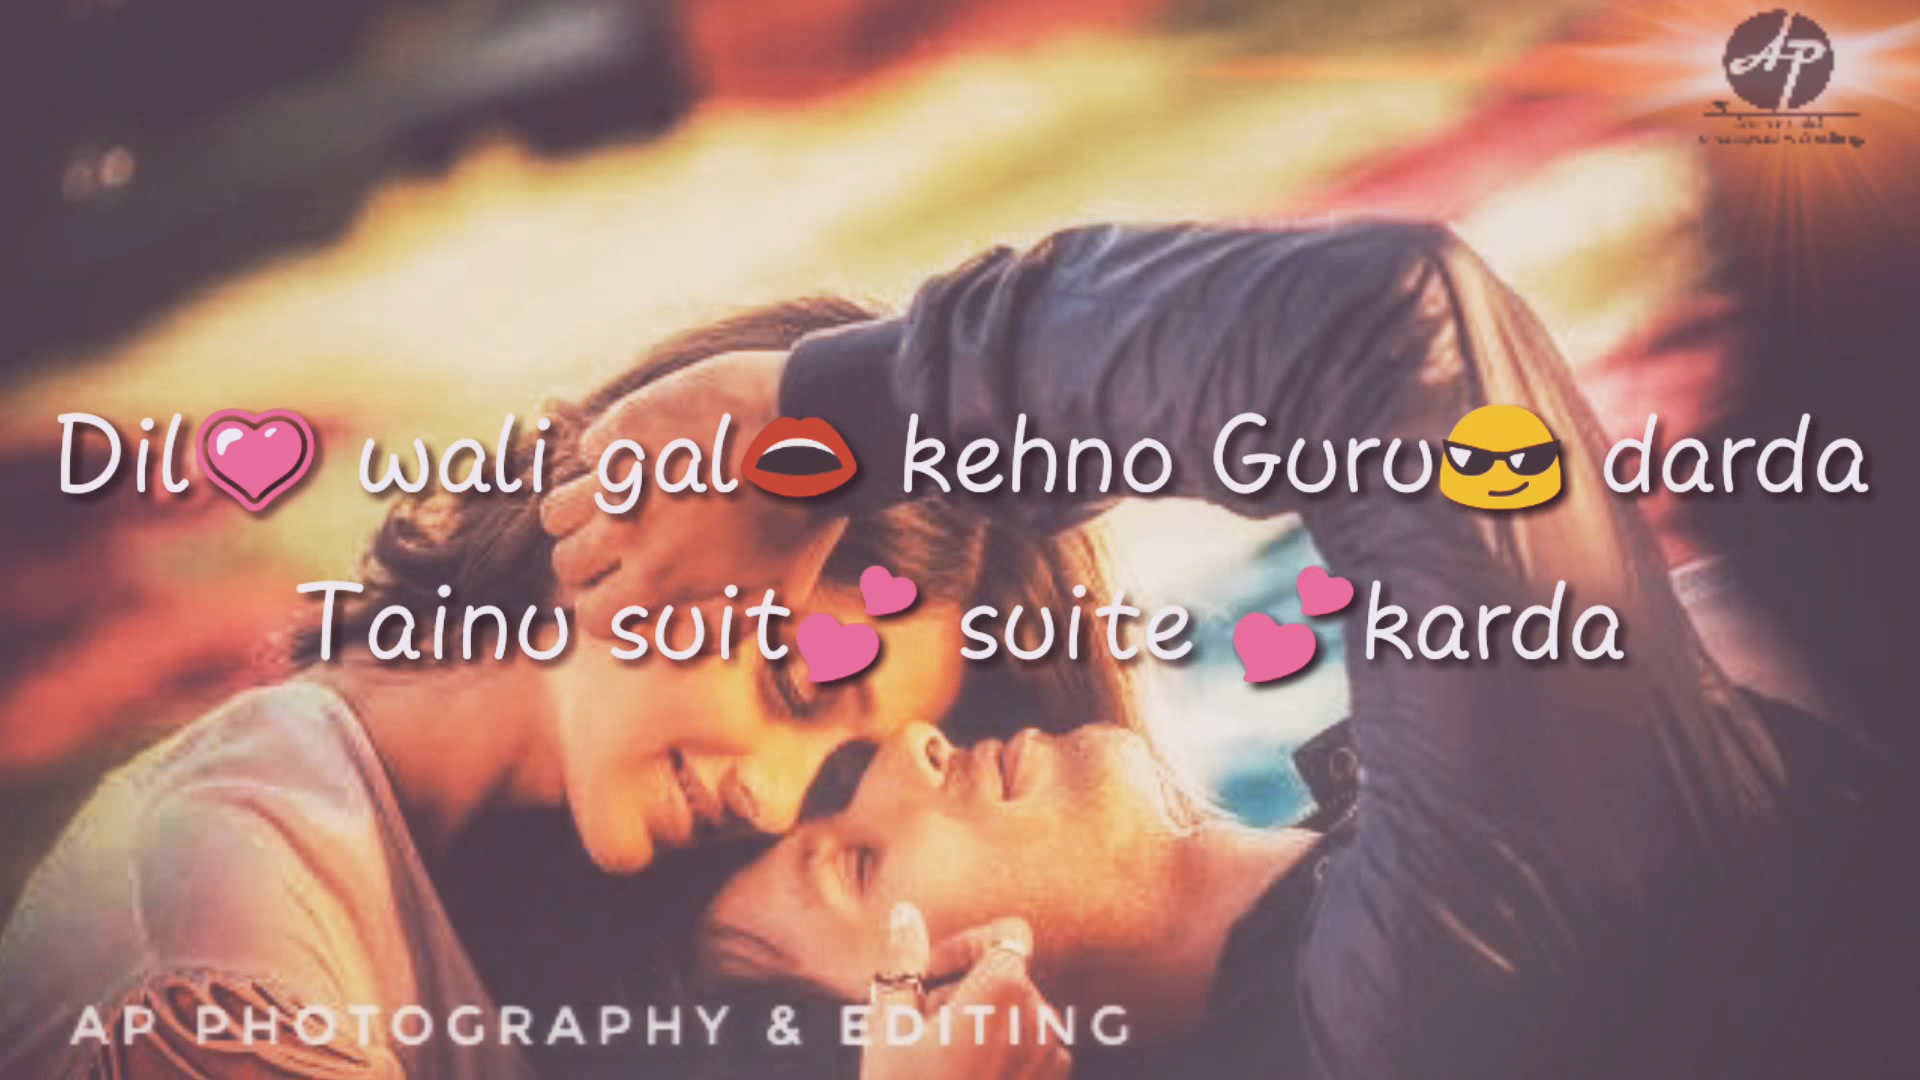 AP
Dil💗 wali gal👄 kehno Guru😎 darda
Tainu suit💕 suite 💕karda
AP PHOTOGRAPHY & EDITING